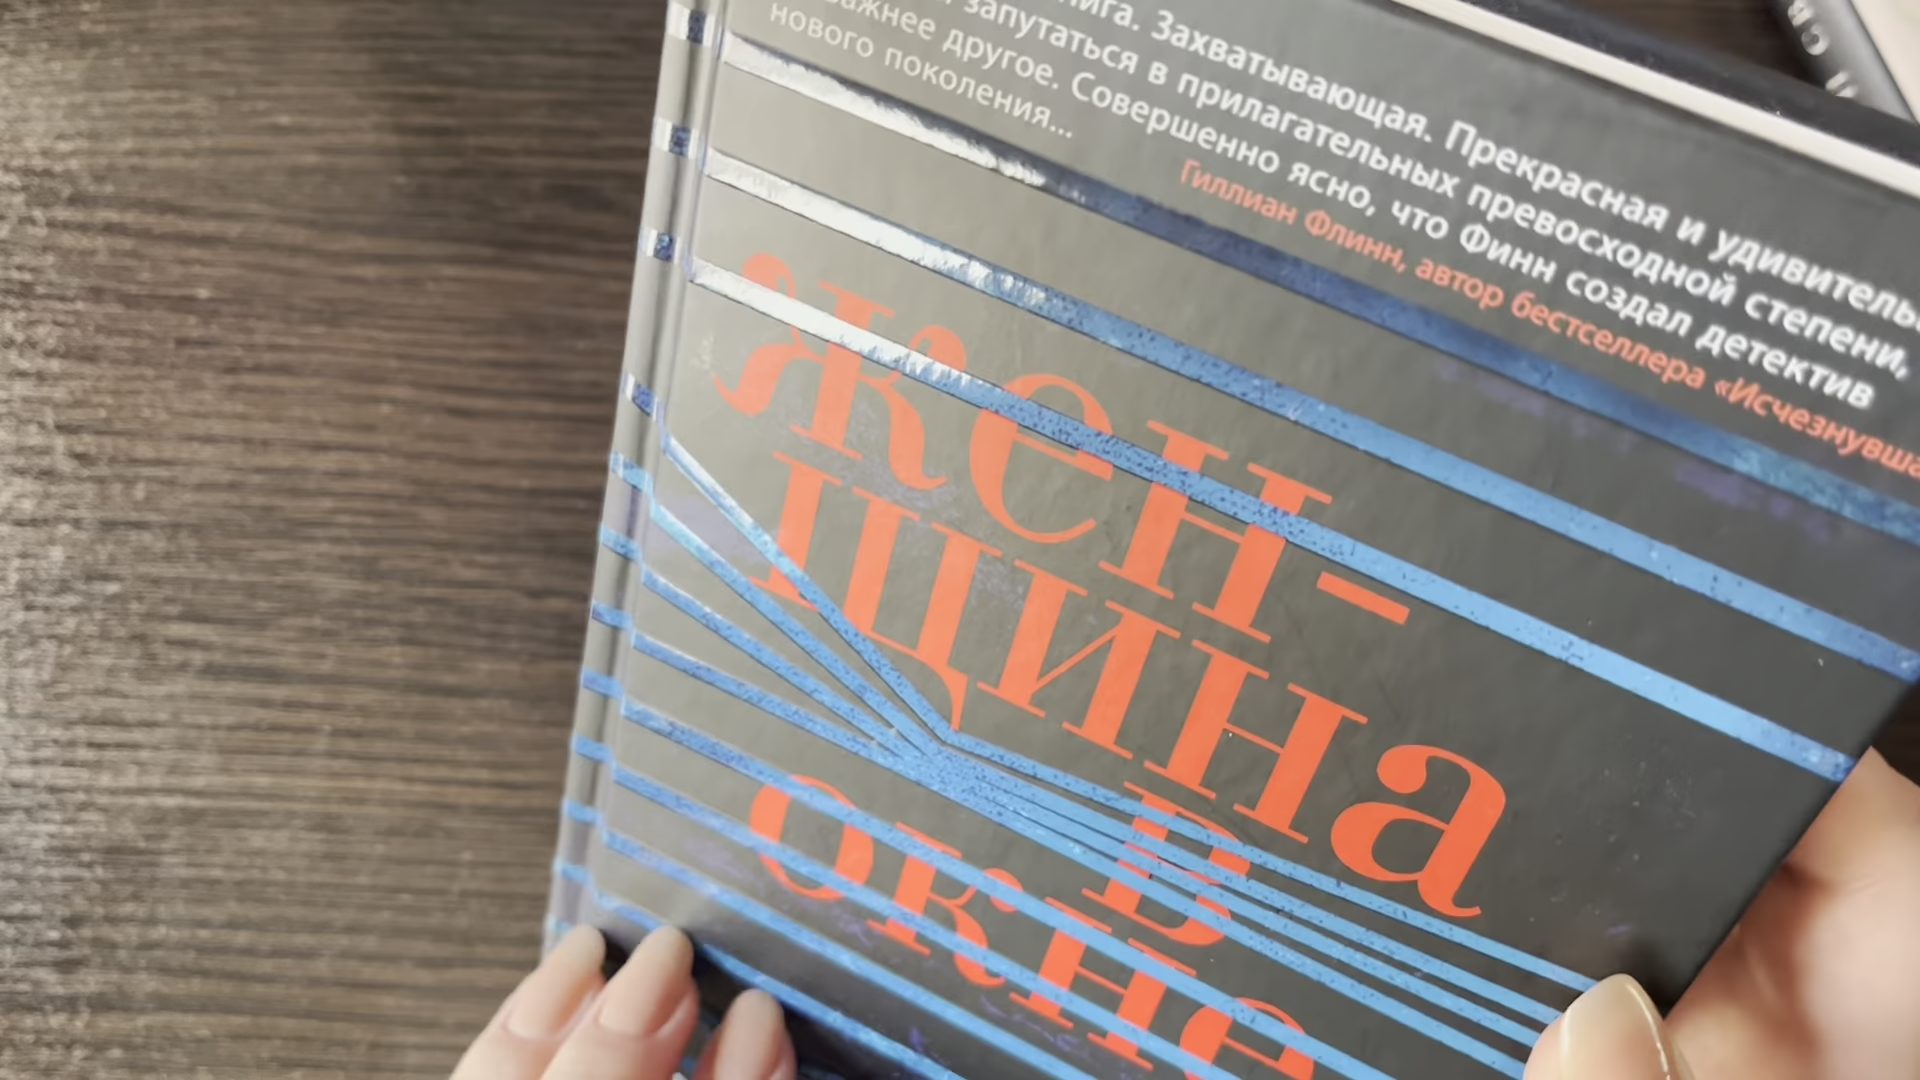 нига. Захватывающая. Прекрасная и удивитель
запутаться в прилагательных превосходной степени,
важнее другое. Совершенно ясно, что Финн создал детектив
нового поколения...
Гиллиан Флинн, автор бестселлера «Исчезнувша
Жен-
щина
в
окне